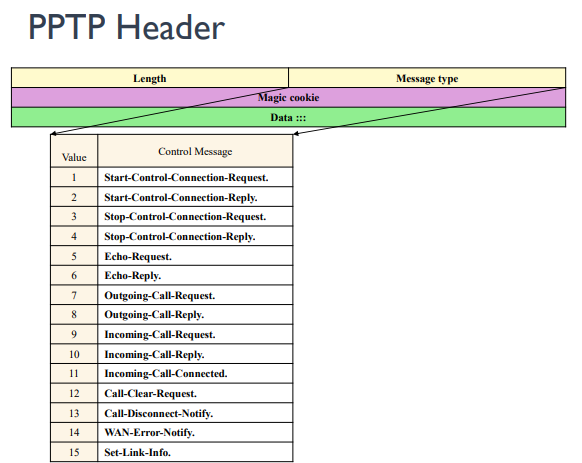 PPTP Header
Length Message type
Magic cookie
Data :::
Value Control Message
1 Start-Control-Connection-Request.
2 Start-Control-Connection-Reply.
3 Stop-Control-Connection-Request.
4 Stop-Control-Connection-Reply.
5 Echo-Request.
6 Echo-Reply.
7 Outgoing-Call-Request.
8 Outgoing-Call-Reply.
9 Incoming-Call-Request.
10 Incoming-Call-Reply.
11 Incoming-Call-Connected.
12 Call-Clear-Request.
13 Call-Disconnect-Notify.
14 WAN-Error-Notify.
15 Set-Link-Info.